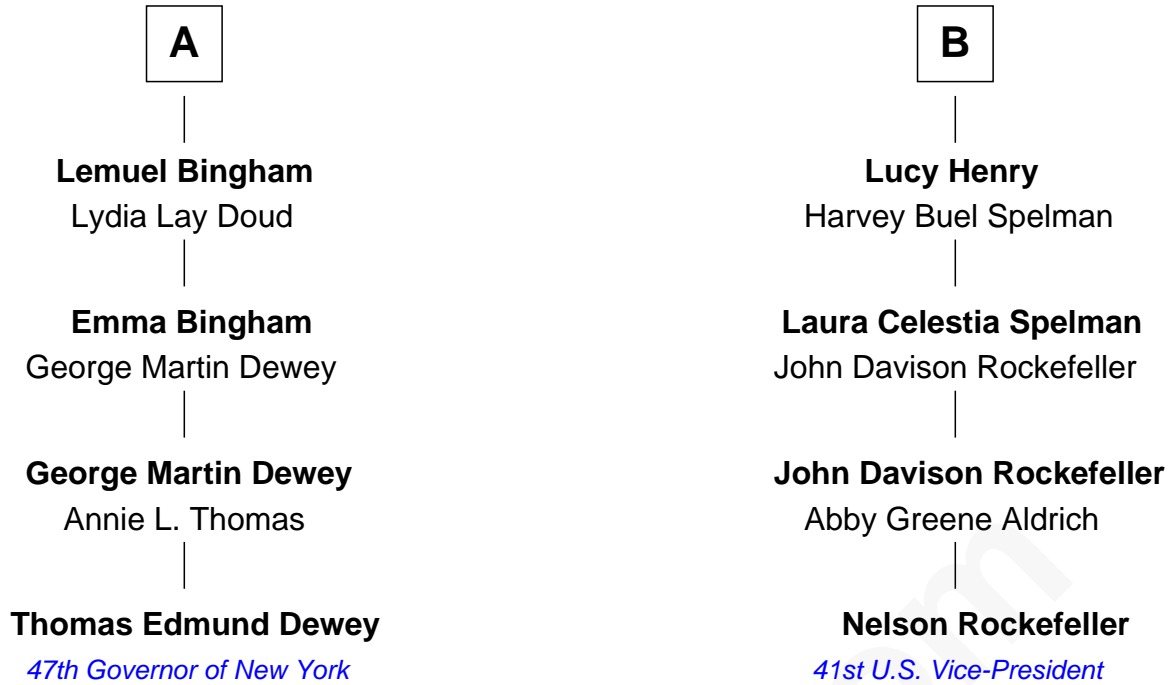 A
Lemuel Bingham
Lydia Lay Doud
Emma Bingham
George Martin Dewey
George Martin Dewey
Annie L. Thomas
Thomas Edmund Dewey
47th Governor of New York
B
Lucy Henry
Harvey Buel Spelman
Laura Celestia Spelman
John Davison Rockefeller
John Davison Rockefeller
Abby Greene Aldrich
Nelson Rockefeller
41st U.S. Vice-President